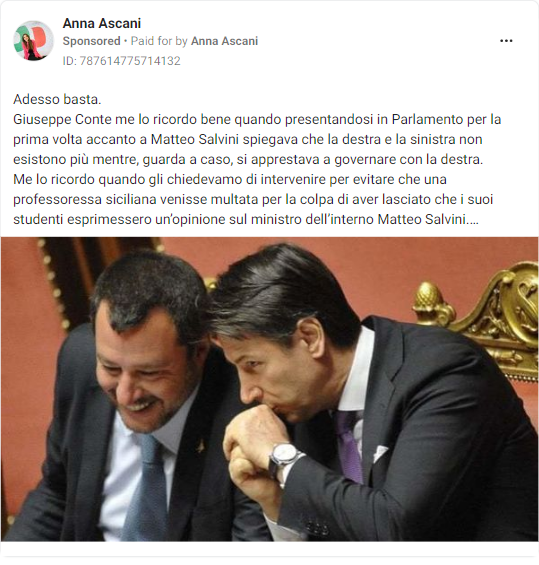 Anna Ascani
Sponsored • Paid for by Anna Ascani
ID: 787614775714132
Adesso basta.
Giuseppe Conte me lo ricordo bene quando presentandosi in Parlamento per la
prima volta accanto a Matteo Salvini spiegava che la destra e la sinistra non
esistono più mentre, guarda a caso, si apprestava a governare con la destra.
Me lo ricordo quando gli chiedevamo di intervenire per evitare che una
professoressa siciliana venisse multata per la colpa di aver lasciato che i suoi
studenti esprimessero un’opinione sul ministro dell’interno Matteo Salvini....